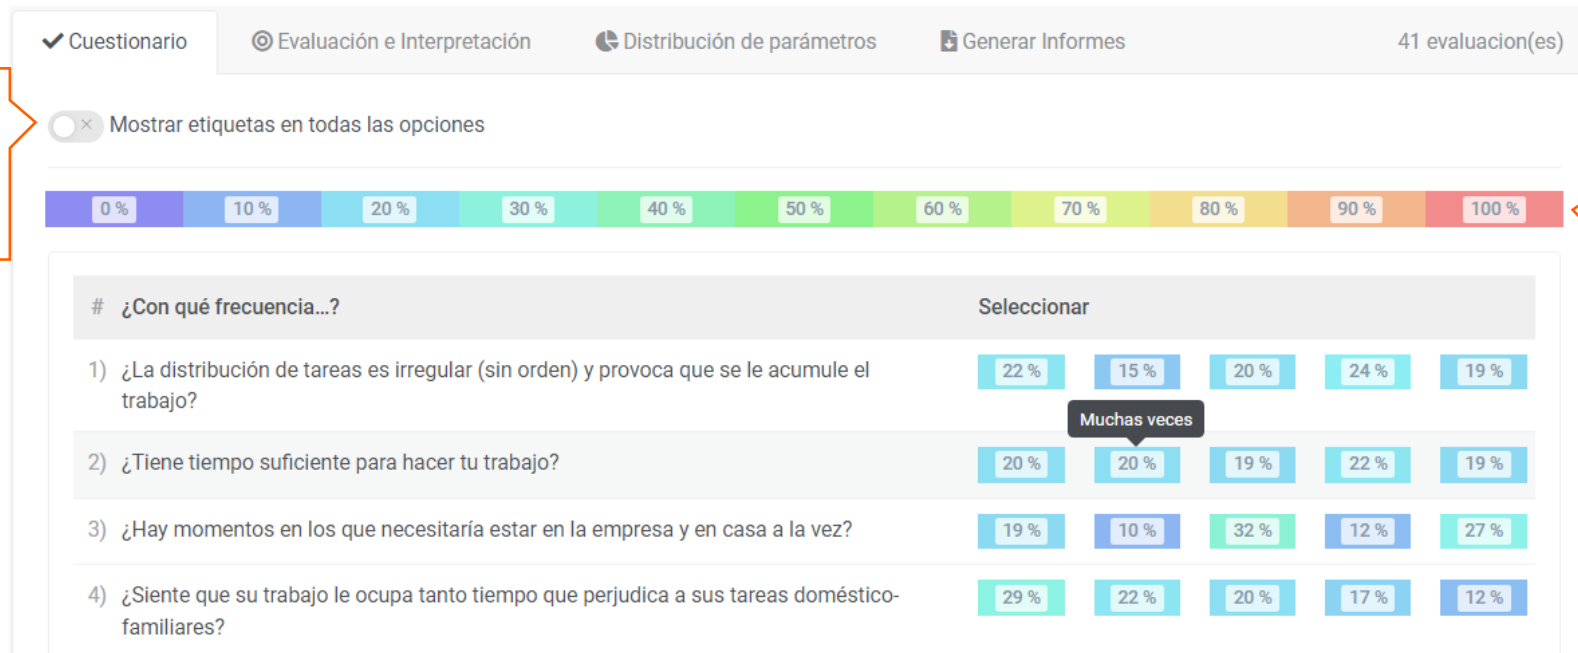 Cuestionario Evaluación e Interpretación Distribución de parámetros Generar Informes 41 evaluacion(es)
Mostrar etiquetas en todas las opciones
0 % 10 % 20 % 30 % 40 % 50 % 60 % 70 % 80 % 90 % 100 %
# ¿Con qué frecuencia...? Seleccionar
1) ¿La distribución de tareas es irregular (sin orden) y provoca que se le acumule el 22 % 15 % 20 % 24 % 19 %
trabajo?
Muchas veces
2) ¿Tiene tiempo suficiente para hacer tu trabajo? 20 % 20 % 19 % 22 % 19 %
3) ¿Hay momentos en los que necesitaría estar en la empresa y en casa a la vez? 19 % 10 % 32 % 12 % 27 %
4) ¿Siente que su trabajo le ocupa tanto tiempo que perjudica a sus tareas doméstico- 29 % 22 % 20 % 17 % 12 %
familiares?